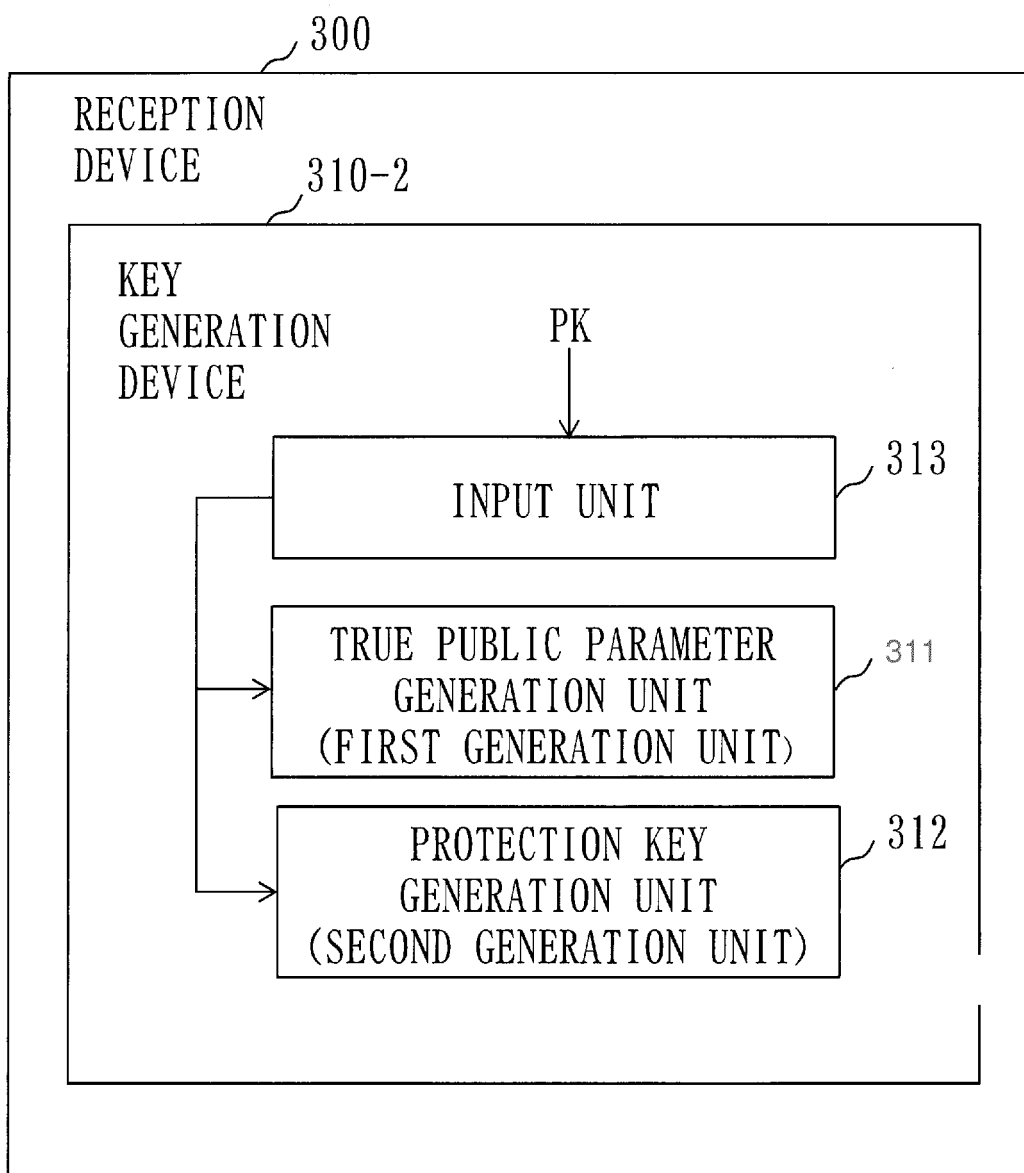 300
RECEPTION
DEVICE
310-2
KEY
GENERATION
DEVICE
PK
313
INPUT UNIT
TRUE PUBLIC PARAMETER
GENERATION UNIT
(FIRST GENERATION UNIT)
311
312
PROTECTION KEY
GENERATION UNIT
(SECOND GENERATION UNIT)